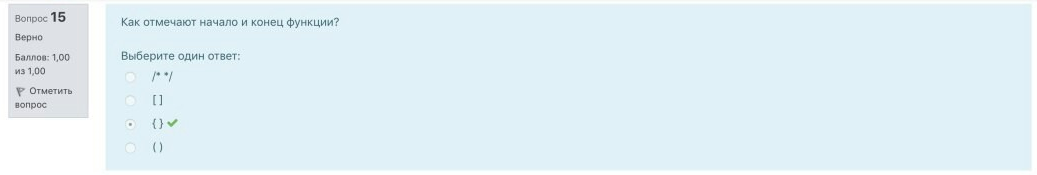 Вопрос 15
Верно
Баллов: 1,00
из 1,00
Отметить
вопрос
Как отмечают начало и конец функции?
Выберите один ответ:
/* */
[ ]
{ }
( )